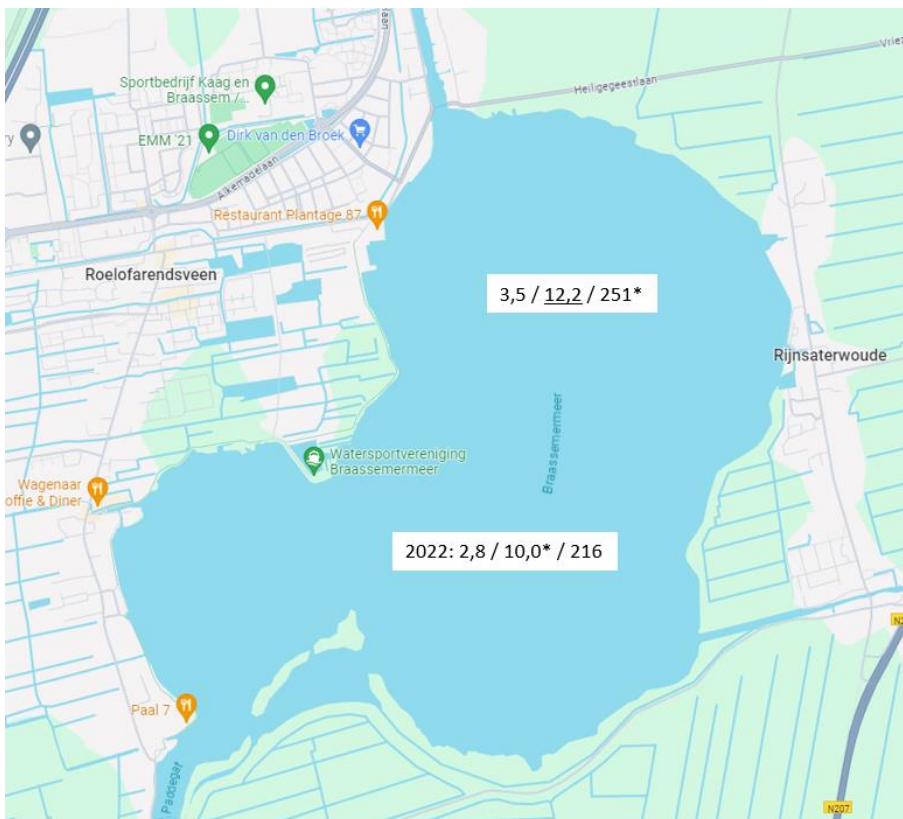 Sportbedrijf Kaag en
Braassem /...
EMM '21
Dirk van den Broek
Alkemadelaan
Restaurant Plantage 87
Roelofarendsveen
Heiligegeestlaan
3,5 / 12,2 / 251*
Rijnsaterwoude
Braassemermeer
Watersportvereniging
Braassemermeer
Wagenaar
offie & Diner
2022: 2,8 / 10,0* / 216
Paal 7
Paddegat
N207